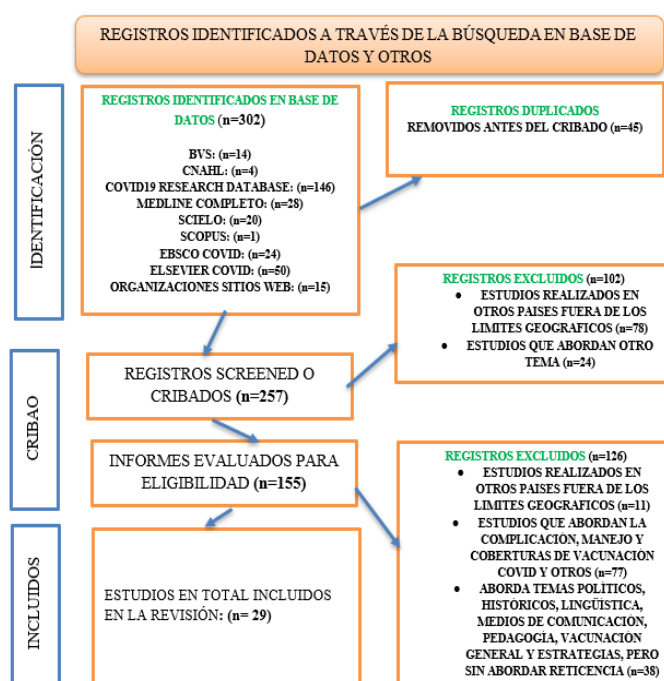 REGISTROS IDENTIFICADOS A TRAVÉS DE LA BÚSQUEDA EN BASE DE
DATOS Y OTROS
IDENTIFICACIÓN
REGISTROS IDENTIFICADOS EN BASE DE
DATOS (n=302)
BVS: (n=14)
CNAHL: (n=4)
COVID19 RESEARCH DATABASE: (n=146)
MEDLINE COMPLETO: (n=28)
SCIELO: (n=20)
SCOPUS: (n=1)
EBSCO COVID: (n=24)
ELSEVIER COVID: (n=50)
ORGANIZACIONES SITIOS WEB: (n=15)
REGISTROS DUPLICADOS
REMOVIDOS ANTES DEL CRIBADO (n=45)
REGISTROS EXCLUIDOS (n=102)
● ESTUDIOS REALIZADOS EN
OTROS PAISES FUERA DE LOS
LIMITES GEOGRAFICOS (n=78)
● ESTUDIOS QUE ABORDAN OTRO
TEMA (n=24)
CRIBAO
REGISTROS SCREENED O
CRIBADOS (n=257)
INFORMES EVALUADOS PARA
ELIGIBILIDAD (n=155)
REGISTROS EXCLUIDOS (n=126)
● ESTUDIOS REALIZADOS EN
OTROS PAISES FUERA DE LOS
LIMITES GEOGRAFICOS (n=11)
● ESTUDIOS QUE ABORDAN LA
COMPLICACIÓN, MANEJO Y
COBERTURAS DE VACUNACIÓN
COVID Y OTROS (n=77)
● ABORDA TEMAS POLÍTICOS,
HISTÓRICOS, LINGÜÍSTICA,
MEDIOS DE COMUNICACIÓN,
PEDAGOGÍA, VACUNACIÓN
GENERAL Y ESTRATEGIAS, PERO
SIN ABORDAR RETICENCIA (n=38)
INCLUIDOS
ESTUDIOS EN TOTAL INCLUIDOS
EN LA REVISIÓN: (n= 29)